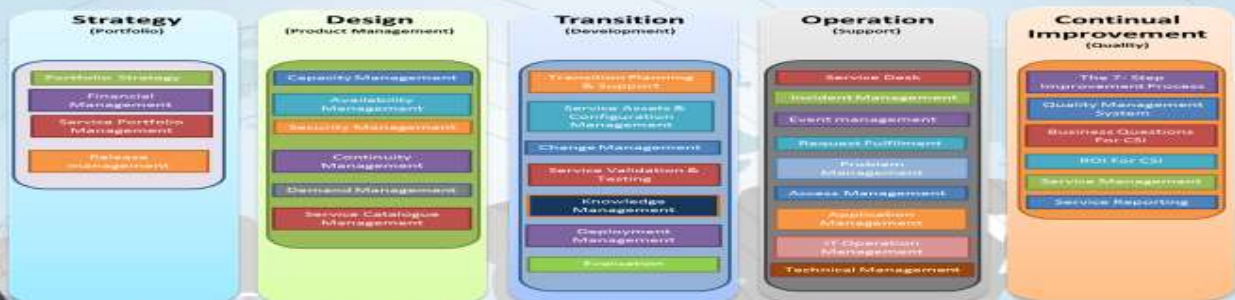 Strategy
(Portfolio)
Portfolio Strategy
Financial
Management
Service Portfolio
Management
Release
management
Design
(Product Management)
Capacity Management
Availability
Management
Security Management
Continuity
Management
Demand Management
Service Catalogue
Management
Transition
(Development)
Transition Planning
& Support
Service Assets &
Configuration
Management
Change Management
Service Validation &
Testing
Knowledge
Management
Deployment
Management
Evaluation
Operation
(Support)
Service Desk
Incident Management
Event management
Request Fulfilment
Problem
Management
Access Management
Application
Management
IT Operation
Management
Technical Management
Continual
Improvement
(Quality)
The 7- Step
Improvement Process
Quality Management
System
Business Questions
For CSI
ROI For CSI
Service Management
Service Reporting